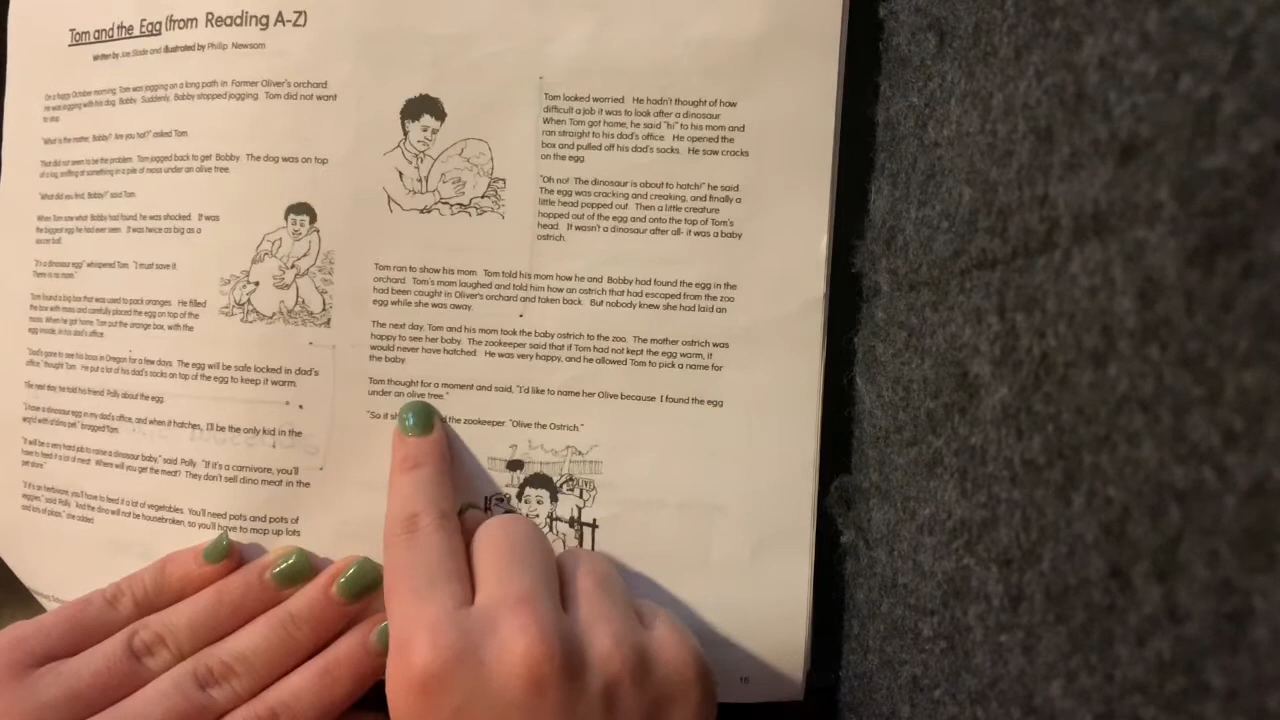 Tom and the Egg (from Reading A-Z)
Written by Joe Slade and illustrated by Philip Newsom
On a foggy October morning, Tom was jogging on a long path in Farmer Oliver's orchard.
He was jogging with his dog, Bobby. Suddenly, Bobby stopped jogging. Tom did not want
to stop.
"What is the matter, Bobby? Are you hot?" asked Tom.
That did not seem to be the problem. Tom jogged back to get Bobby. The dog was on top
of a log, sniffing at something in a pile of moss under an olive tree.
"What did you find, Bobby?" said Tom.
When Tom saw what Bobby had found, he was shocked. It was
the biggest egg he had ever seen. It was twice as big as a
soccer ball.
"It's a dinosaur egg!" whispered Tom. "I must save it.
There is no mom."
Tom found a big box that was used to pack oranges. He filled
the box with moss and carefully placed the egg on top of the
moss. When he got home, Tom put the orange box, with the
egg inside, in his dad's office.
"Dad's gone to see his boss in Oregon for a few days. The egg will be safe locked in dad's
office," thought Tom. He put a lot of his dad's socks on top of the egg to keep it warm.
The next day, he told his friend Polly about the egg.
"I have a dinosaur egg in my dad's office, and when it hatches, I'll be the only kid in the
world with a dino pet," bragged Tom.
"It will be a very hard job to raise a dinosaur baby," said Polly. "If it's a carnivore, you'll
have to feed it a lot of meat. Where will you get the meat? They don't sell dino meat in the
pet store."
"If it's an herbivore, you'll have to feed it a lot of vegetables. You'll need pots and pots of
veggies," said Polly. "And the dino will not be housebroken, so you'll have to mop up lots
and lots of plops," she added.
Tom looked worried. He hadn't thought of how
difficult a job it was to look after a dinosaur.
When Tom got home, he said "hi" to his mom and
ran straight to his dad's office. He opened the
box and pulled off his dad's socks. He saw cracks
on the egg.
"Oh no! The dinosaur is about to hatch!" he said.
The egg was cracking and creaking, and finally a
little head popped out. Then a little creature
hopped out of the egg and onto the top of Tom's
head. It wasn't a dinosaur after all- it was a baby
ostrich.
Tom ran to show his mom. Tom told his mom how he and Bobby had found the egg in the
orchard. Tom's mom laughed and told him how an ostrich that had escaped from the zoo
had been caught in Oliver's orchard and taken back. But nobody knew she had laid an
egg while she was away.
The next day, Tom and his mom took the baby ostrich to the zoo. The mother ostrich was
happy to see her baby. The zookeeper said that if Tom had not kept the egg warm, it
would never have hatched. He was very happy, and he allowed Tom to pick a name for
the baby.
Tom thought for a moment and said, "I'd like to name her Olive because I found the egg
under an olive tree."
"So it the zookeeper. "Olive the Ostrich."
OLIVE
16